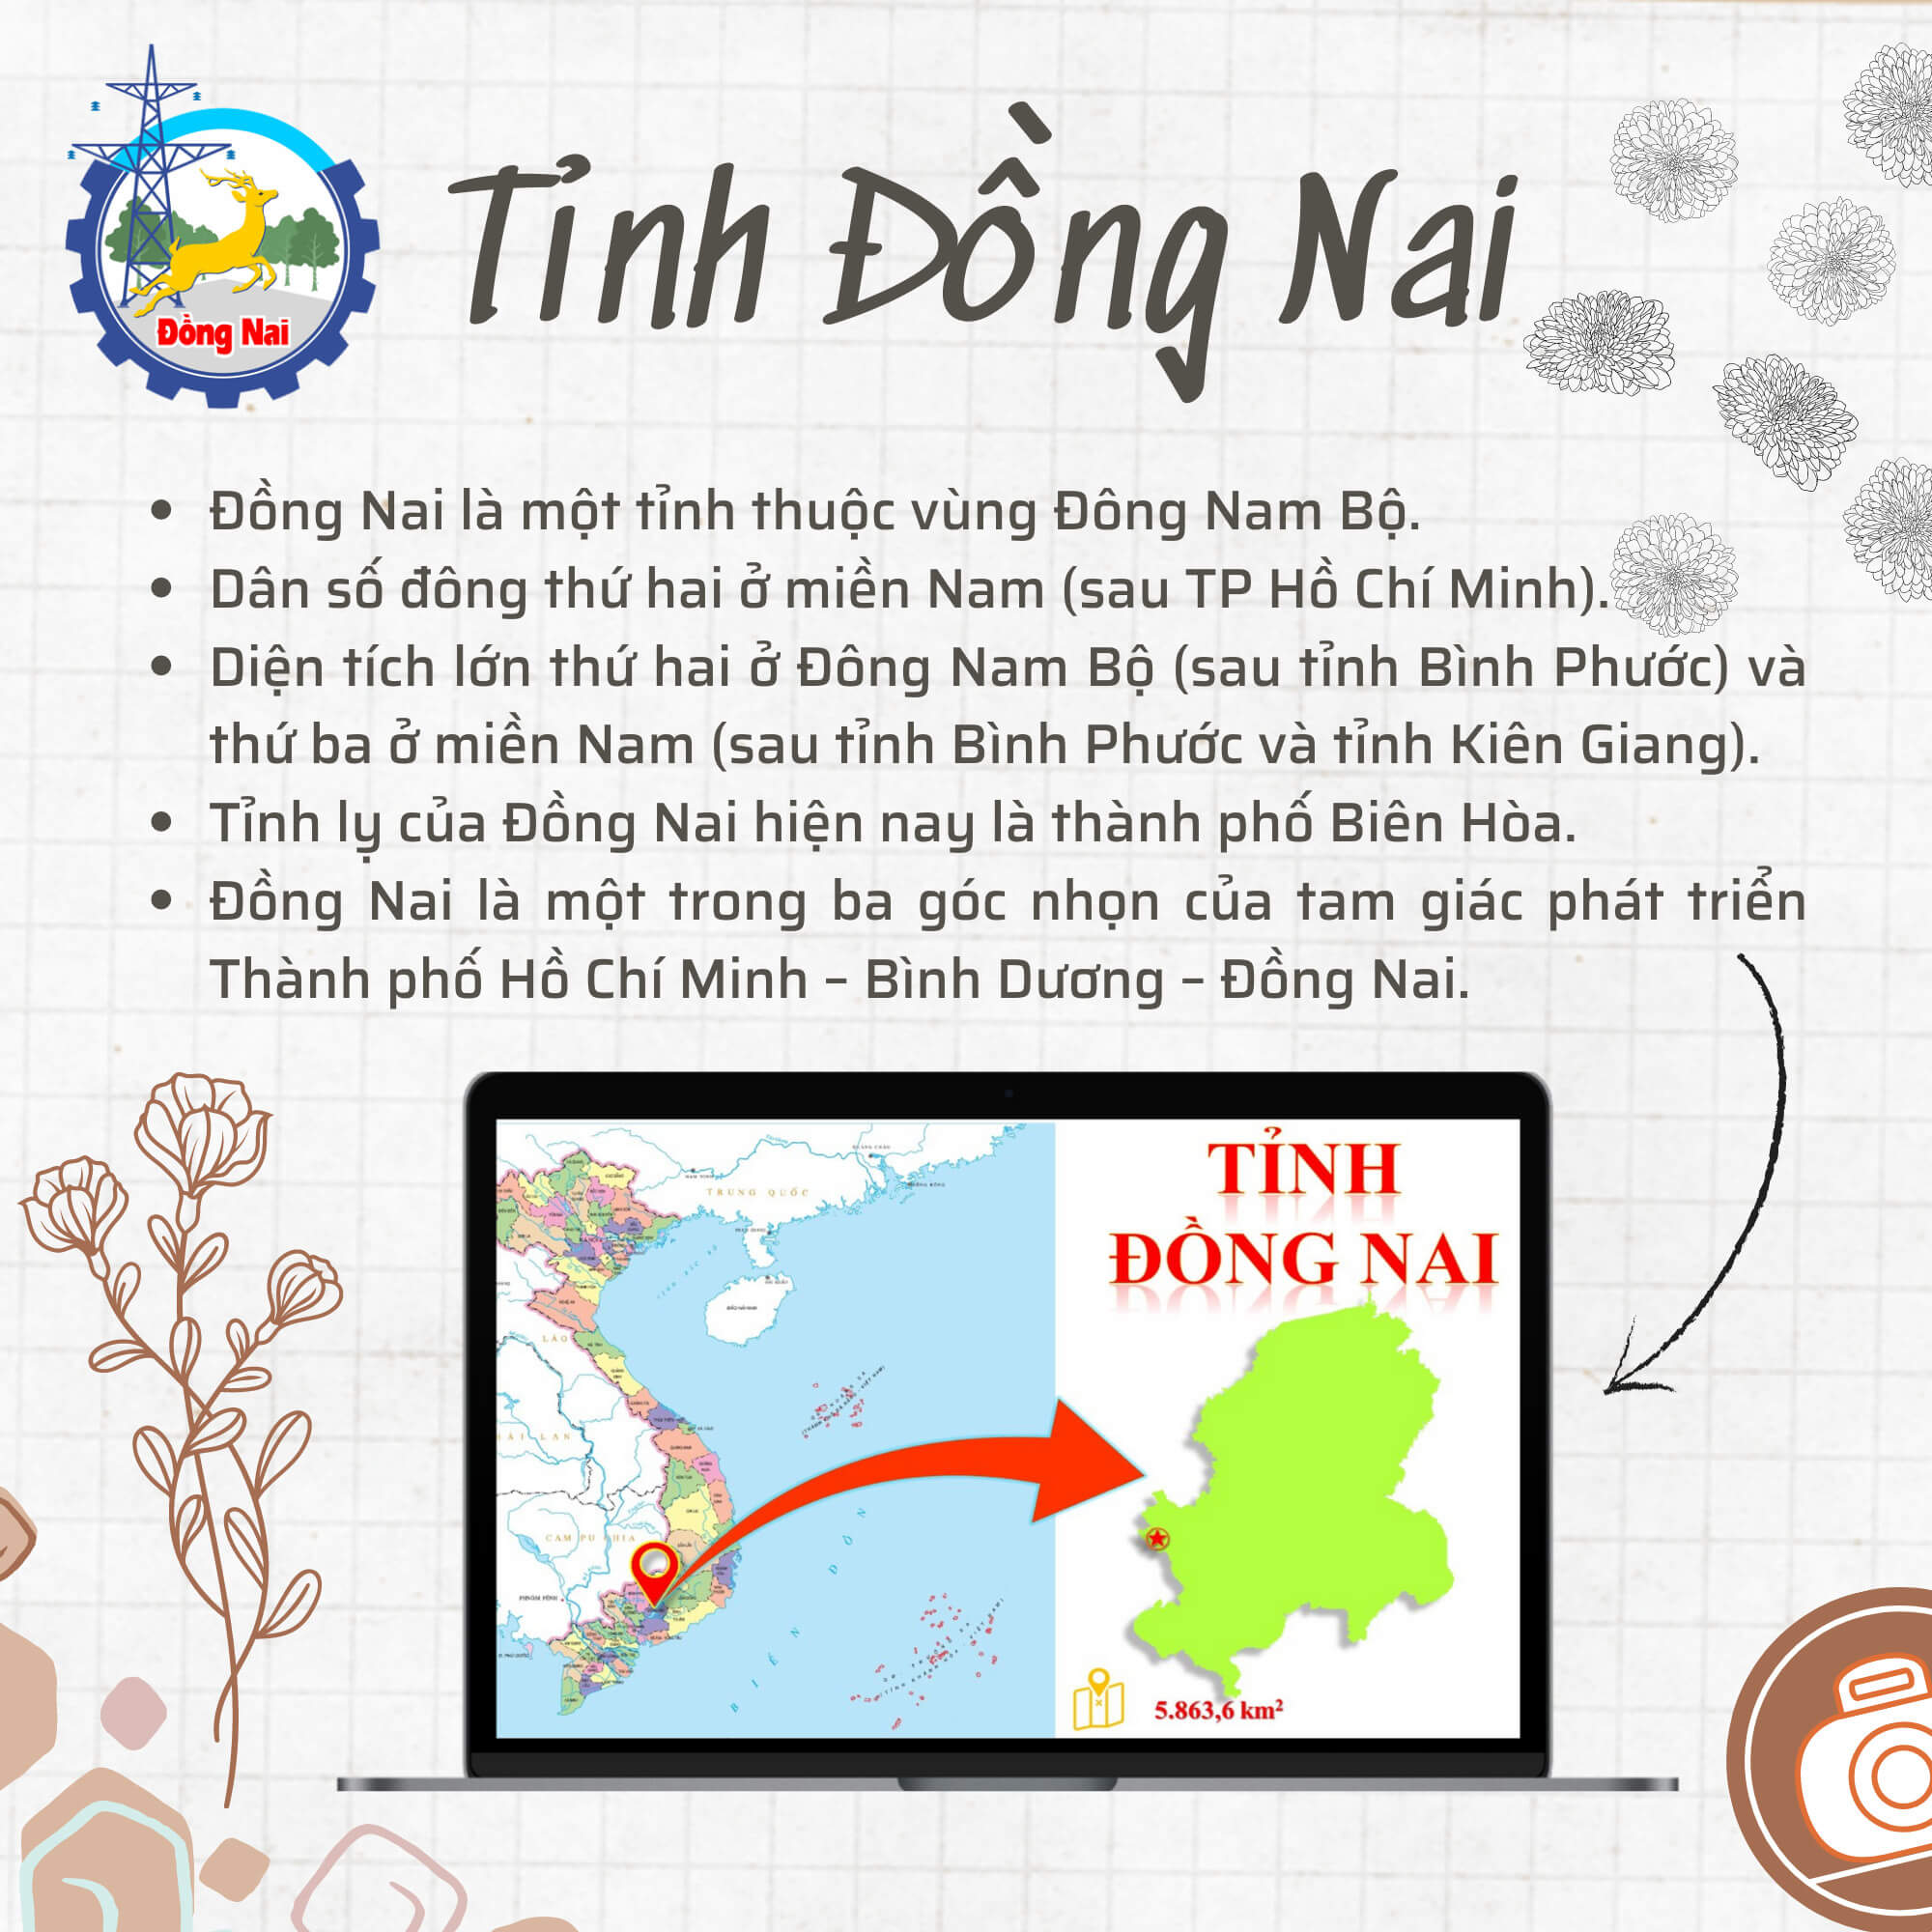 Đồng Nai
Tỉnh Đồng Nai
Đồng Nai là một tỉnh thuộc vùng Đông Nam Bộ.
Dân số đông thứ hai ở miền Nam (sau TP Hồ Chí Minh).
Diện tích lớn thứ hai ở Đông Nam Bộ (sau tỉnh Bình Phước) và
thứ ba ở miền Nam (sau tỉnh Bình Phước và tỉnh Kiên Giang).
Tỉnh lỵ của Đồng Nai hiện nay là thành phố Biên Hòa.
Đồng Nai là một trong ba góc nhọn của tam giác phát triển
Thành phố Hồ Chí Minh – Bình Dương – Đồng Nai.
TỈNH
ĐỒNG NAI
TRUNG QUỐC
LÀO
CAM PU CHIA
BIỂN ĐÔN
5.863,6 km²